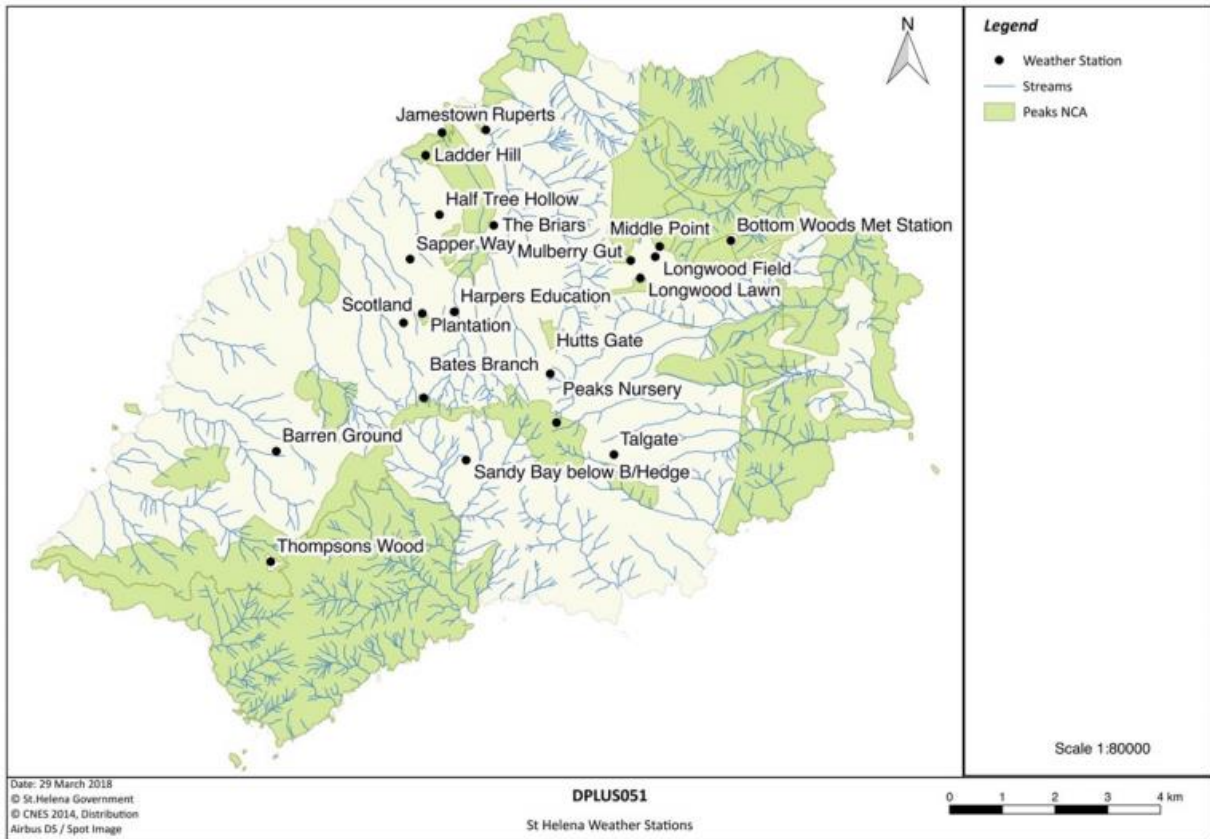 N
Legend
Weather Station
Streams
Peaks NCA
Jamestown Ruperts
Ladder Hill
Half Tree Hollow
The Briars
Middle Point
Bottom Woods Met Station
Sapper Way
Mulberry Gut
Longwood Field
Longwood Lawn
Scotland
Harpers Education
Plantation
Hutts Gate
Bates Branch
Peaks Nursery
Barren Ground
Talgate
Sandy Bay below B/Hedge
Thompsons Wood
Scale 1:80000
Date: 29 March 2018
© St.Helena Government
© CNES 2014, Distribution
Airbus DS / Spot Image
DPLUS051
St Helena Weather Stations
0 1 2 3 4 km